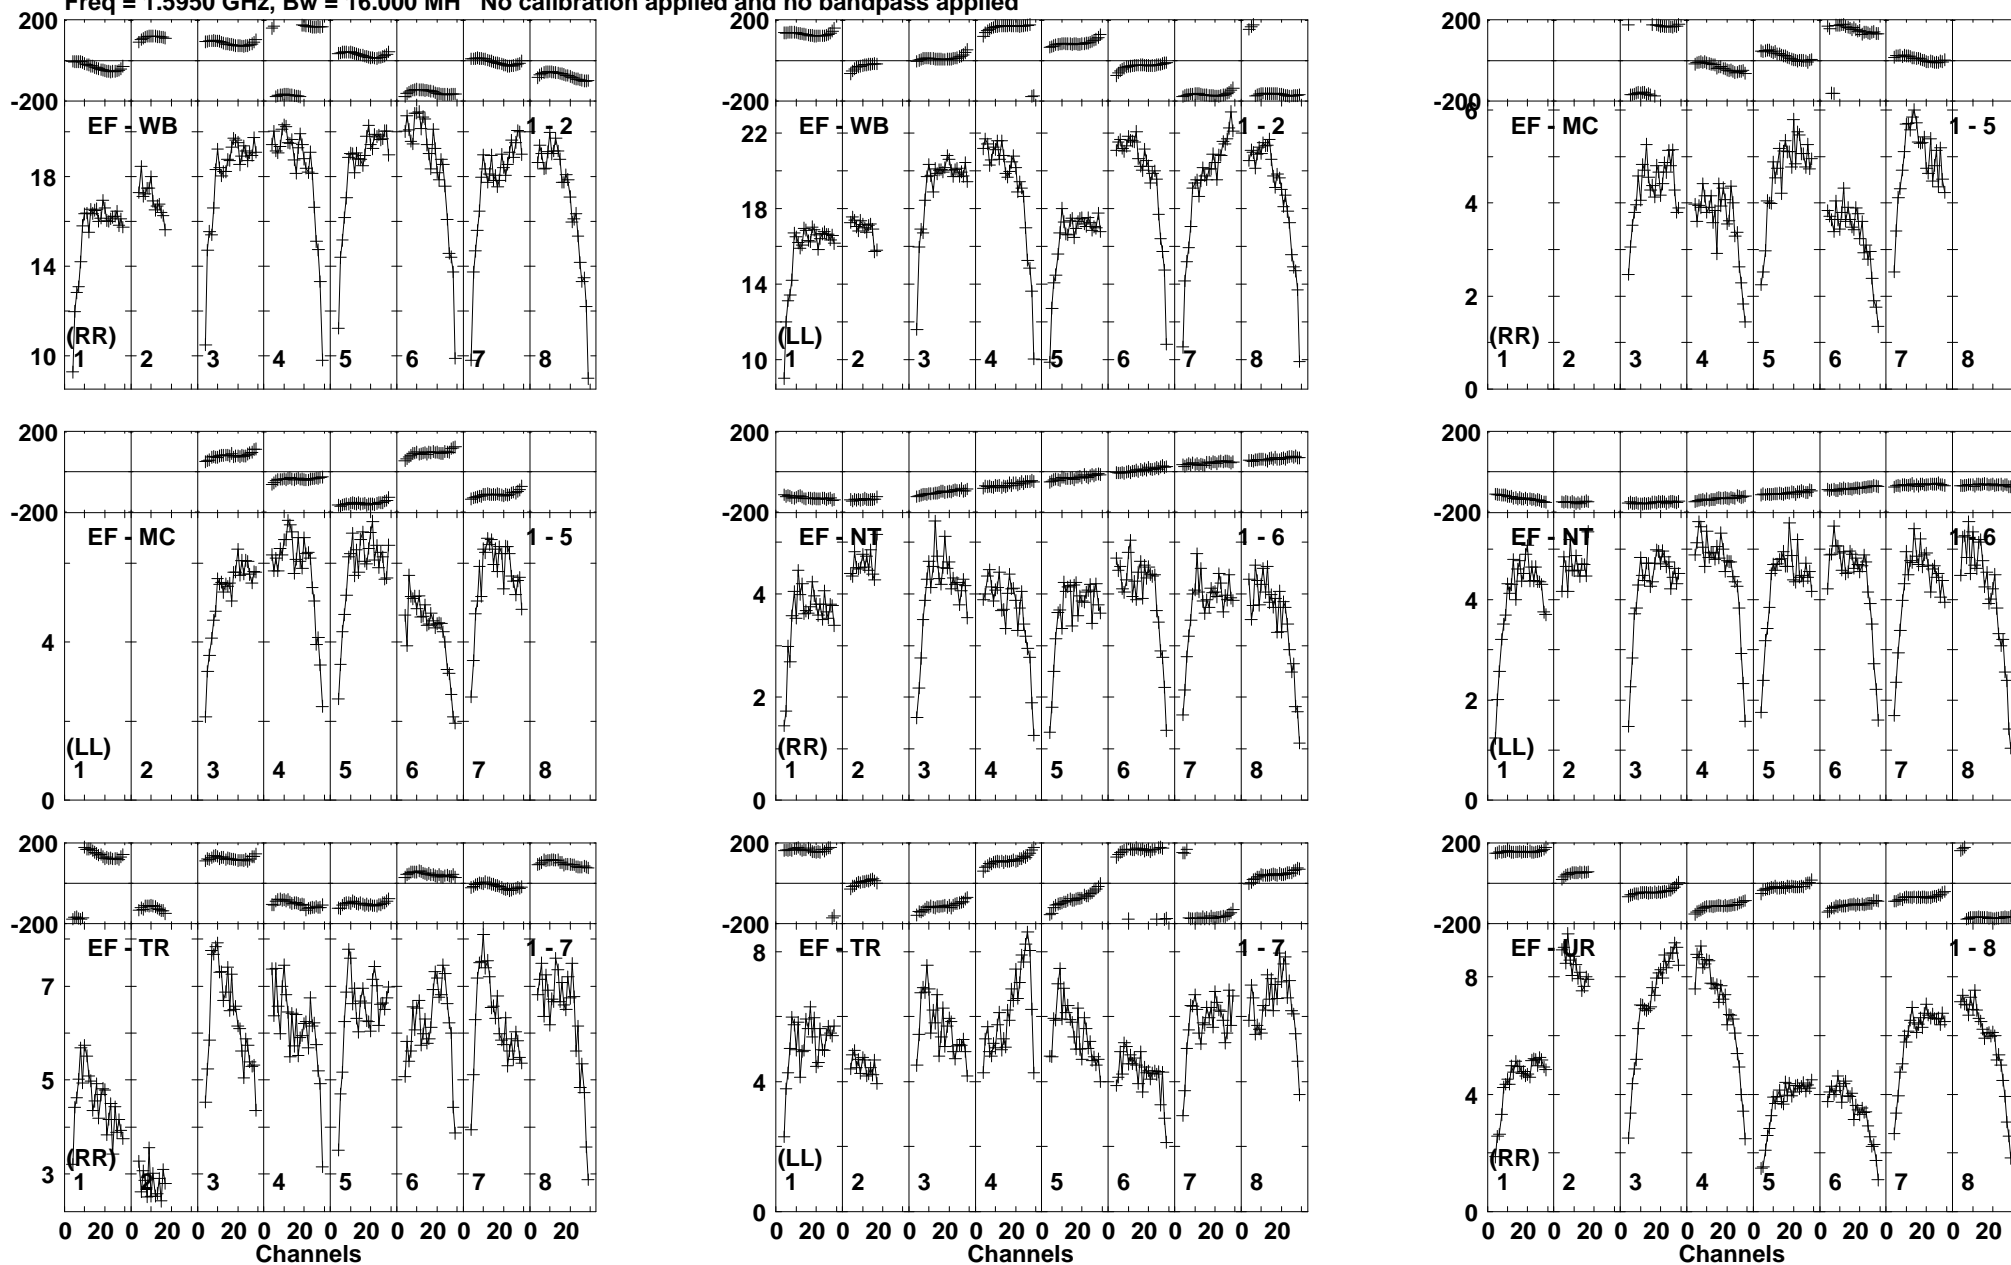 Freq = 1.5950 GHz, Bw = 16.000 MH No calibration applied and no bandpass applied
200
-200
EF - WB 1 - 2
18
14
10
(RR)
1 2 3 4 5 6 7 8
200
-200
EF - WB 1 - 2
22
18
14
10
(LL)
1 2 3 4 5 6 7 8
200
-200
6
EF - MC 1 - 5
4
2
0
(RR)
1 2 3 4 5 6 7 8
200
-200
EF - MC 1 - 5
4
0
(LL)
1 2 3 4 5 6 7 8
200
-200
EF - NT 1 - 6
4
2
0
(RR)
1 2 3 4 5 6 7 8
200
-200
EF - NT 1 - 6
4
2
0
(LL)
1 2 3 4 5 6 7 8
200
-200
EF - TR 1 - 7
7
5
3
(RR)
1 2 3 4 5 6 7 8
0 20 0 20 0 20 0 20 0 20 0 20 0 20 0 20
Channels
200
-200
EF - TR 1 - 7
8
4
0
(LL)
1 2 3 4 5 6 7 8
0 20 0 20 0 20 0 20 0 20 0 20 0 20 0 20
Channels
200
-200
EF - UR 1 - 8
8
4
0
(RR)
1 2 3 4 5 6 7 8
0 20 0 20 0 20 0 20 0 20 0 20 0 20 0 20
Channels